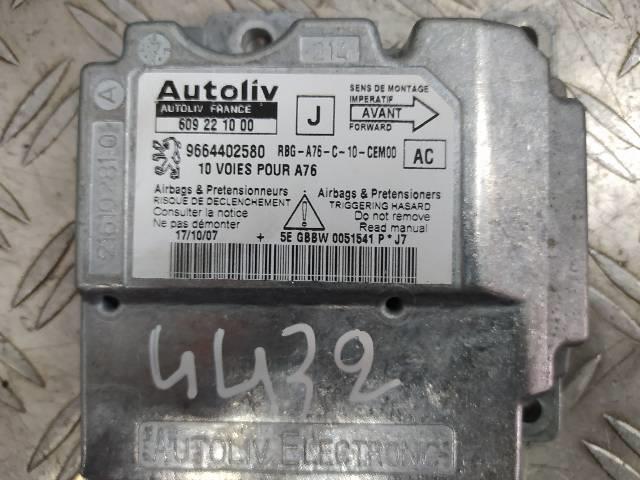 214
A
Autoliv
AUTOLIV FRANCE
609 22 10 00
J
SENS DE MONTAGE
IMPERATIF
AVANT
FORWARD
9664402580 RBG-A76-C-10-CEM00 AC
10 VOIES POUR A76
Airbags & Pretensionneurs
RISQUE DE DECLENCHEMENT
Consulter la notice
Ne pas démonter
Airbags & Pretensioners
TRIGGERING HASARD
Do not remove
Read manual
17/10/07 + 5E GBBW 0051541 P*J7
4432
AUTOLIV ELECTRONIC